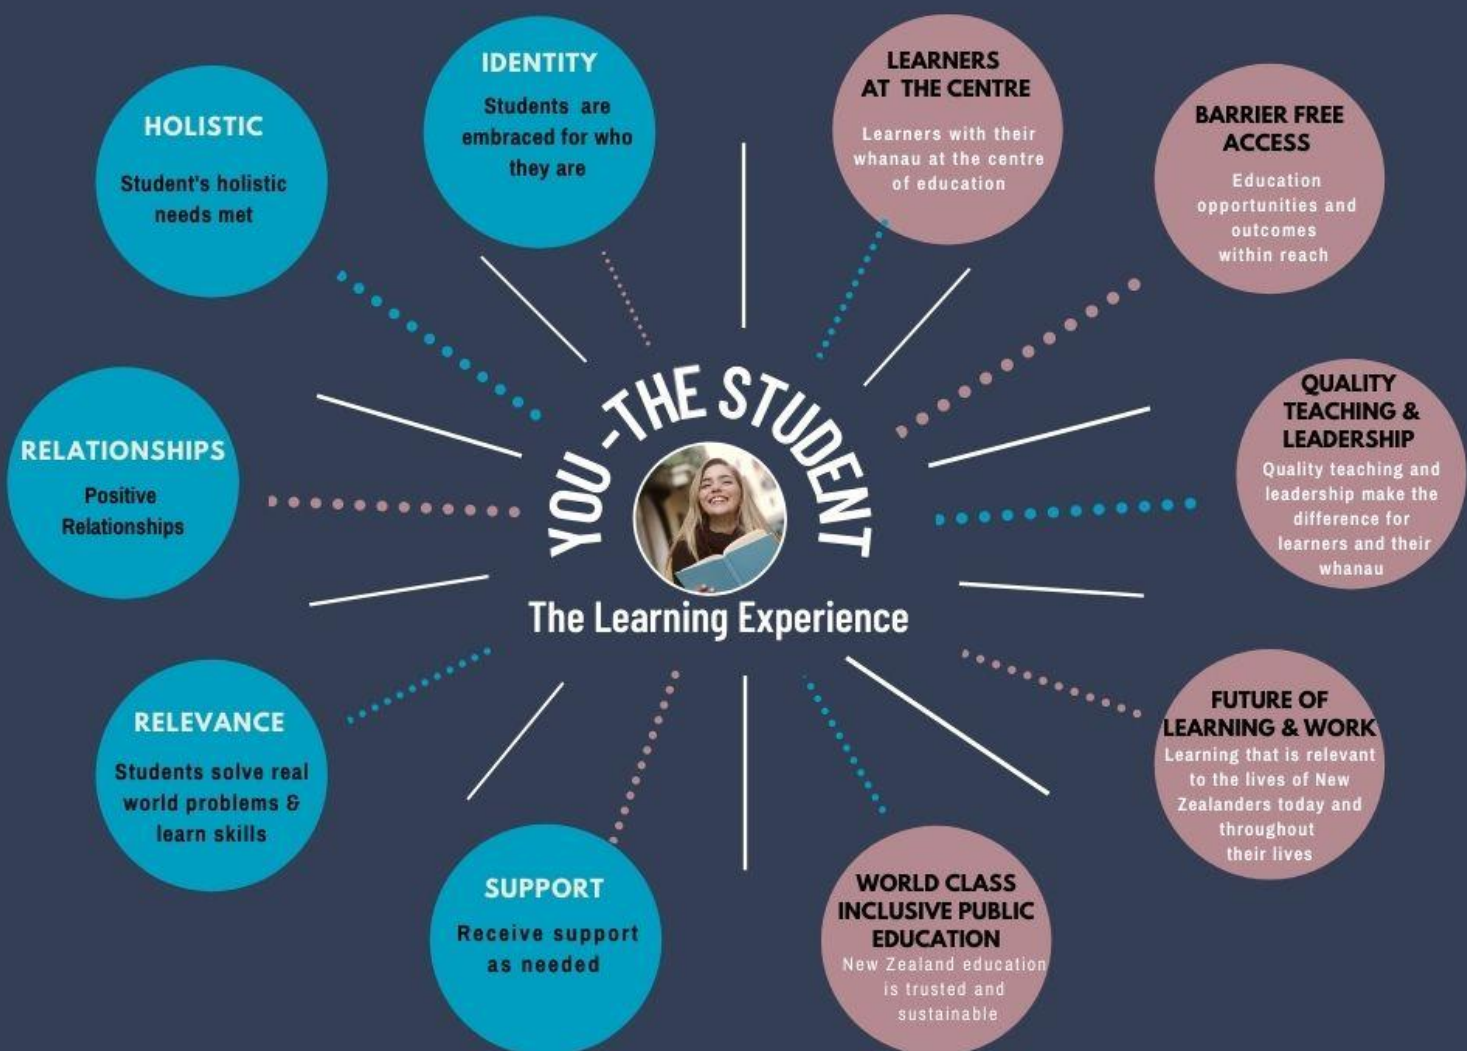 IDENTITY
Students are
embraced for who
they are
LEARNERS
AT THE CENTRE
Learners with their
whanau at the centre
of education
HOLISTIC
Student's holistic
needs met
BARRIER FREE
ACCESS
Education
opportunities and
outcomes
within reach
YOU -THE STUDENT
The Learning Experience
RELATIONSHIPS
Positive
Relationships
QUALITY
TEACHING &
LEADERSHIP
Quality teaching and
leadership make the
difference for
learners and their
whanau
RELEVANCE
Students solve real
world problems &
learn skills
FUTURE OF
LEARNING & WORK
Learning that is relevant
to the lives of New
Zealanders today and
throughout
their lives
SUPPORT
Receive support
as needed
WORLD CLASS
INCLUSIVE PUBLIC
EDUCATION
New Zealand education
is trusted and
sustainable